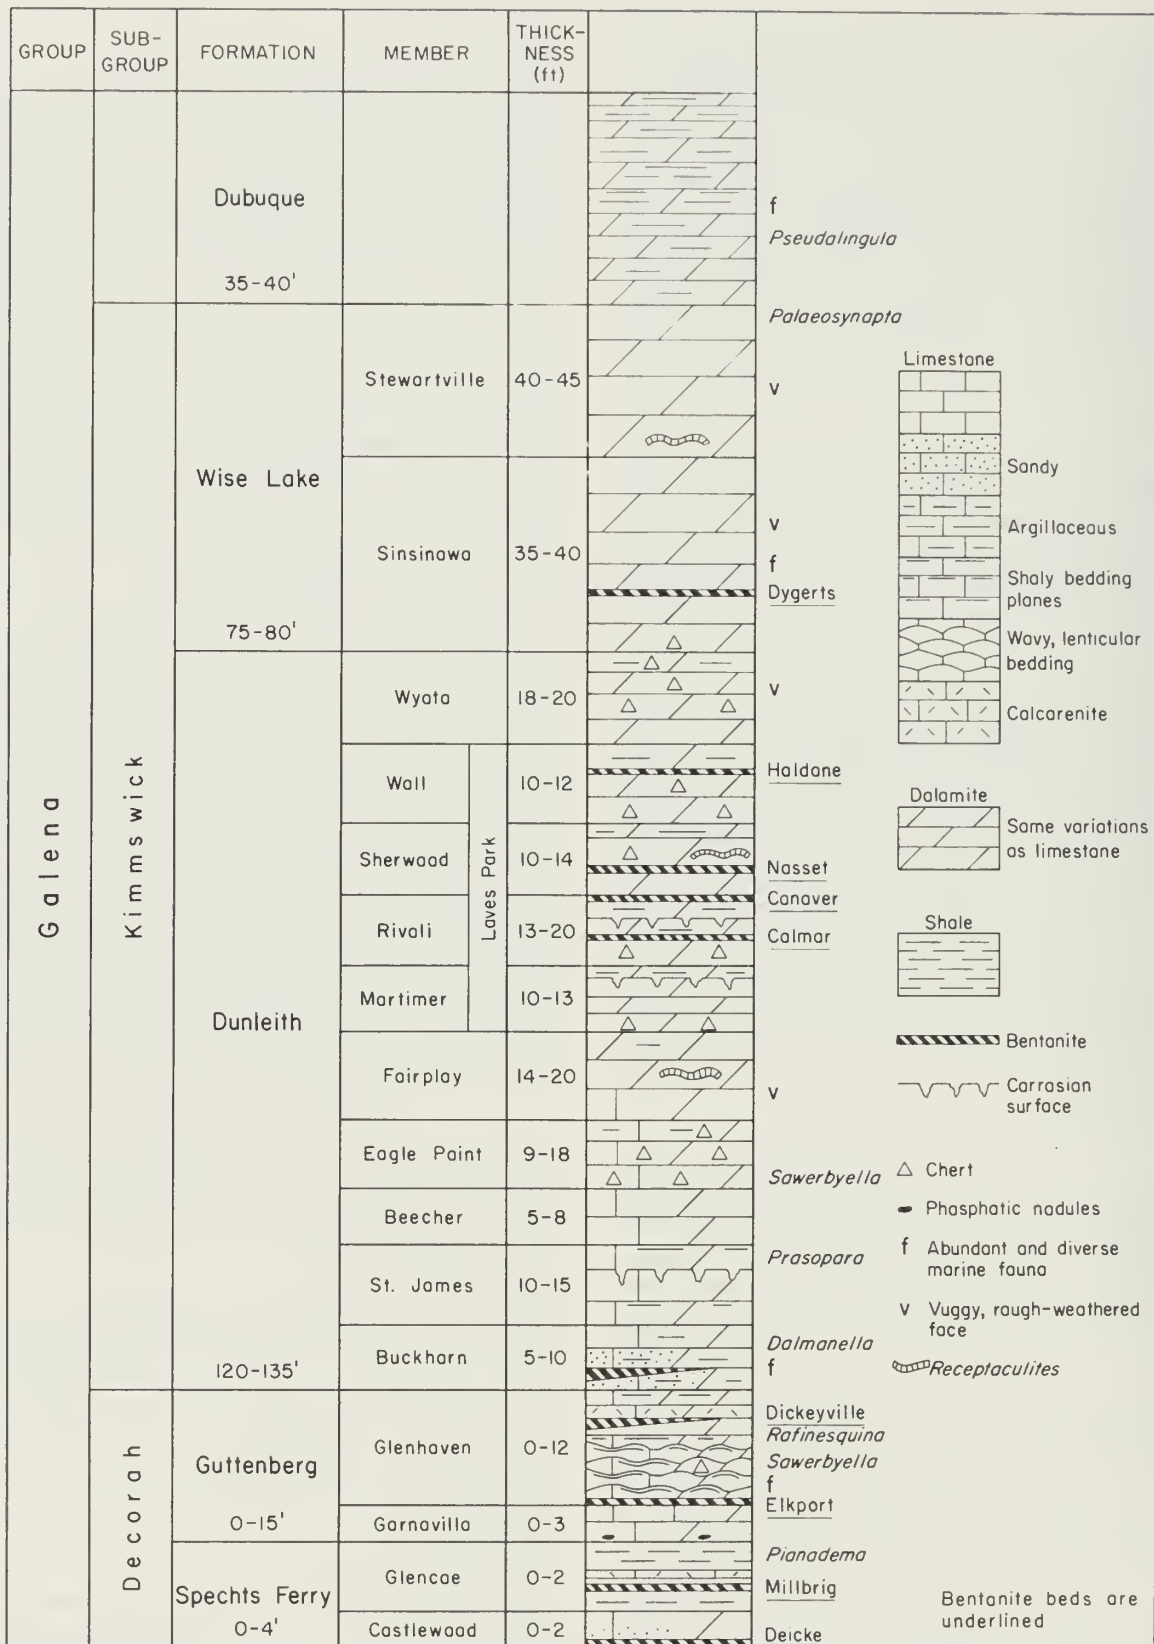 GROUP
SUB-
GROUP
FORMATION
MEMBER
THICK-
NESS
(ft)
Galena
Kimmswick
Decorah
Dubuque
35-40'
f
Pseudolingula
Palaeosynapta
Wise Lake
75-80'
Stewartville
40-45
v
Sinsinawa
35-40
v
f
Dygerts
Dunleith
120-135'
Wyota
18-20
v
Loves Park
Wall
10-12
Haldane
Sherwood
10-14
Nasset
Conover
Rivoli
13-20
Calmar
Mortimer
10-13
Fairplay
14-20
v
Eagle Point
9-18
Sowerbyella
Beecher
5-8
St. James
10-15
Prasopora
Buckhorn
5-10
Dalmanella
f
Guttenberg
0-15'
Glenhaven
0-12
Dickeyville
Rafinesquina
Sowerbyella
f
Elkport
Garnavillo
0-3
Spechts Ferry
0-4'
Glencoe
0-2
Pionodema
Millbrig
Castlewood
0-2
Deicke
Limestone
Sandy
Argillaceous
Shaly bedding
planes
Wavy, lenticular
bedding
Calcarenite
Dolomite
Same variations
as limestone
Shale
Bentonite
Corrosion
surface
Chert
Phosphatic nodules
f Abundant and diverse
marine fauna
v Vuggy, rough-weathered
face
Receptaculites
Bentonite beds are
underlined